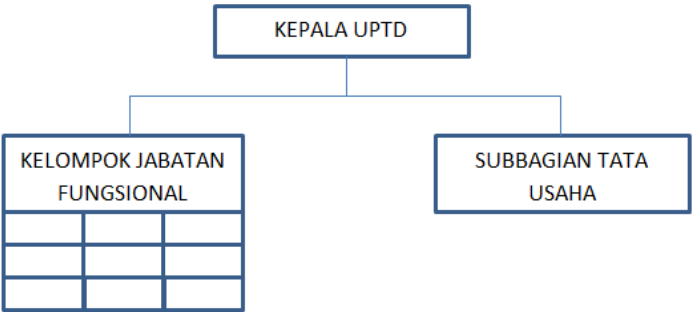 KEPALA UPTD
KELOMPOK JABATAN
FUNGSIONAL
SUBBAGIAN TATA
USAHA